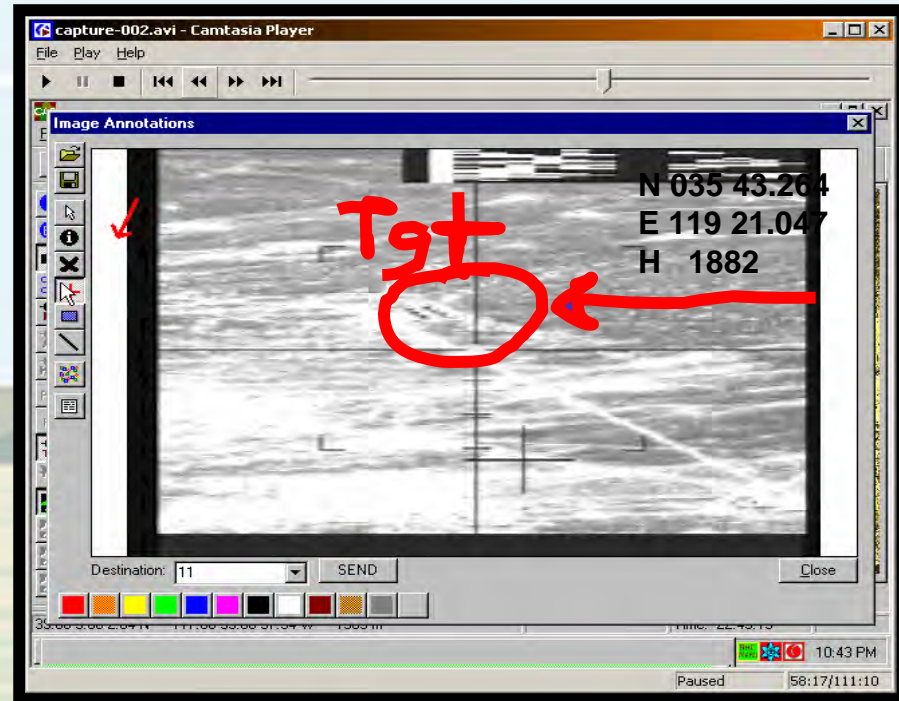 capture-002.avi - Camtasia Player
File Play Help
Image Annotations
N 035 43.264
E 119 21.047
H 1882
Tgt
Destination: 11 SEND Close
10:43 PM
Paused 58:17/111:10